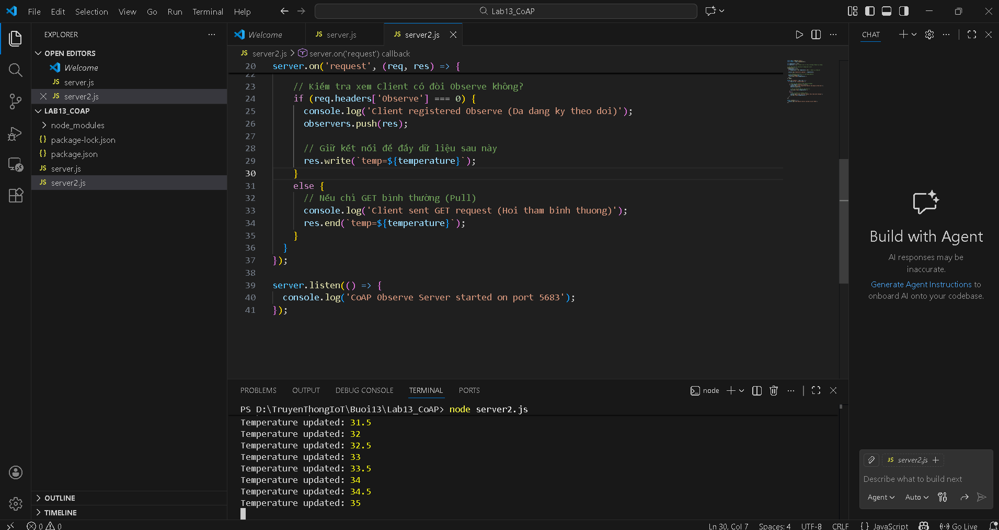 File Edit Selection View Go Run Terminal Help
Lab13_CoAP
EXPLORER
OPEN EDITORS
Welcome
JS server.js
JS server2.js
LAB13_COAP
node_modules
{} package-lock.json
{} package.json
JS server.js
JS server2.js
OUTLINE
TIMELINE
Welcome
JS server.js
JS server2.js
JS server2.js > server.on('request') callback
20 server.on('request', (req, res) => {
22
23 // Kiểm tra xem Client có đòi Observe không?
24 if (req.headers['Observe'] === 0) {
25 console.log('Client registered Observe (Da dang ky theo doi)');
26 observers.push(res);
27
28 // Giữ kết nối để đẩy dữ liệu sau này
29 res.write(`temp=${temperature}`);
30 }
31 else {
32 // Nếu chỉ GET bình thường (Pull)
33 console.log('Client sent GET request (Hoi tham binh thuong)');
34 res.end(`temp=${temperature}`);
35 }
36 }
37 });
38
39 server.listen(() => {
40 console.log('CoAP Observe Server started on port 5683');
41 });
PROBLEMS OUTPUT DEBUG CONSOLE TERMINAL PORTS
node
PS D:\TruyenThongIoT\Buoi13\Lab13_CoAP> node server2.js
Temperature updated: 31.5
Temperature updated: 32
Temperature updated: 32.5
Temperature updated: 33
Temperature updated: 33.5
Temperature updated: 34
Temperature updated: 34.5
Temperature updated: 35
CHAT
Build with Agent
AI responses may be
inaccurate.
Generate Agent Instructions to
onboard AI onto your codebase.
JS server2.js
Describe what to build next
Agent Auto
0 0
Ln 30, Col 7 Spaces: 4 UTF-8 CRLF {} JavaScript Go Live